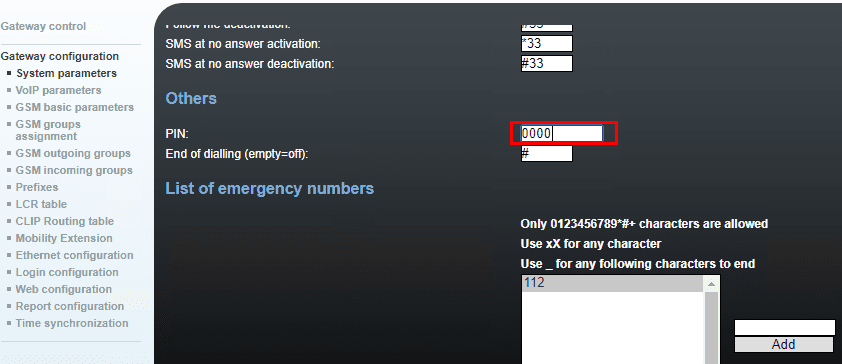 Gateway control
Gateway configuration
System parameters
VoIP parameters
GSM basic parameters
GSM groups
assignment
GSM outgoing groups
GSM incoming groups
Prefixes
LCR table
CLIP Routing table
Mobility Extension
Ethernet configuration
Login configuration
Web configuration
Report configuration
Time synchronization
Follow me deactivation: #55
SMS at no answer activation: *33
SMS at no answer deactivation: #33
Others
PIN: 0000
End of dialling (empty=off): #
List of emergency numbers
Only 0123456789*#+ characters are allowed
Use xX for any character
Use _ for any following characters to end
112
Add